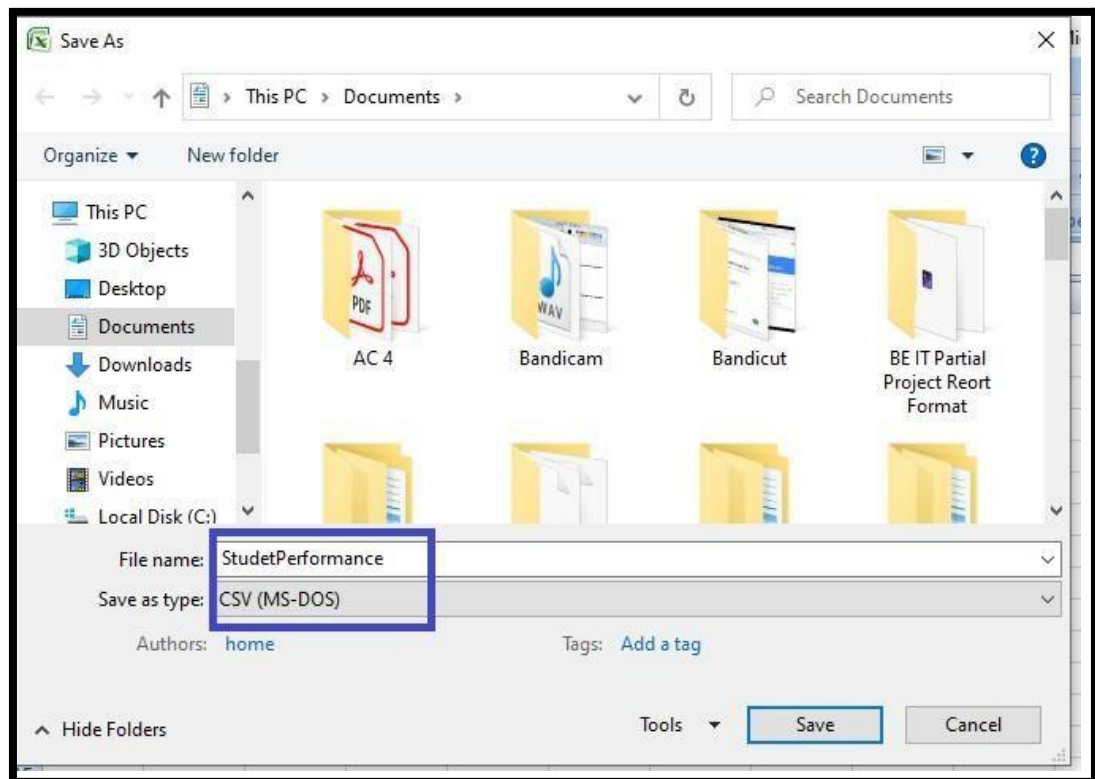 Save As
This PC > Documents >
Search Documents
Organize
New folder
This PC
3D Objects
Desktop
Documents
Downloads
Music
Pictures
Videos
Local Disk (C:)
PDF
WAV
AC 4
Bandicam
Bandicut
BE IT Partial
Project Reort
Format
File name: StudetPerformance
Save as type: CSV (MS-DOS)
Authors: home
Tags: Add a tag
Hide Folders
Tools
Save
Cancel